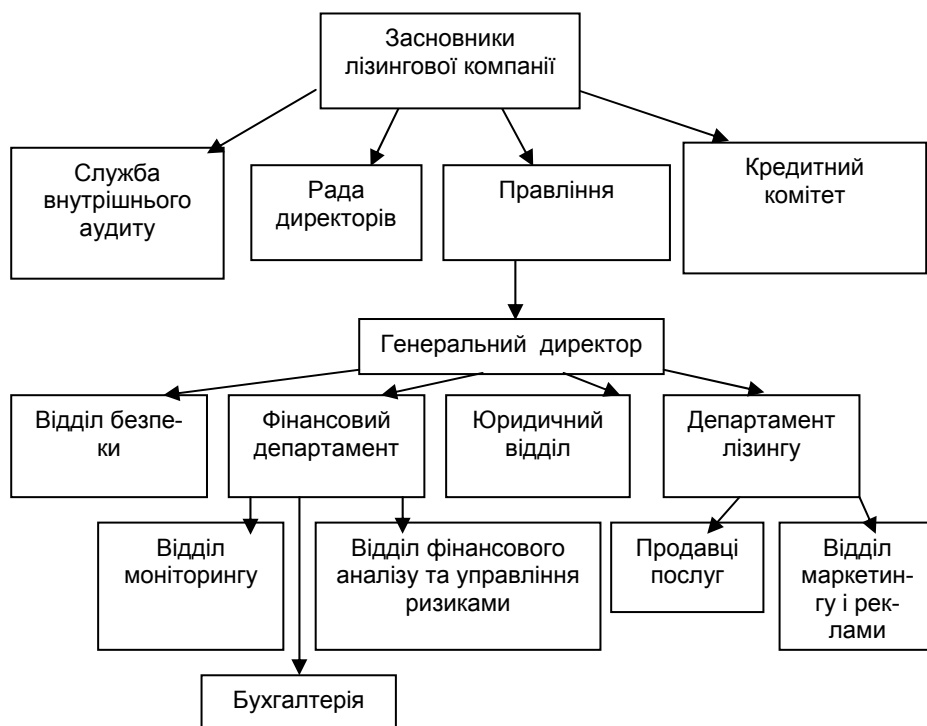 Засновники
лізингової компанії
Служба
внутрішнього
аудиту
Рада
директорів
Правління
Кредитний
комітет
Генеральний директор
Відділ безпе-
ки
Фінансовий
департамент
Юридичний
відділ
Департамент
лізингу
Відділ
моніторингу
Відділ фінансового
аналізу та управління
ризиками
Продавці
послуг
Відділ
маркетин-
гу і рек-
лами
Бухгалтерія